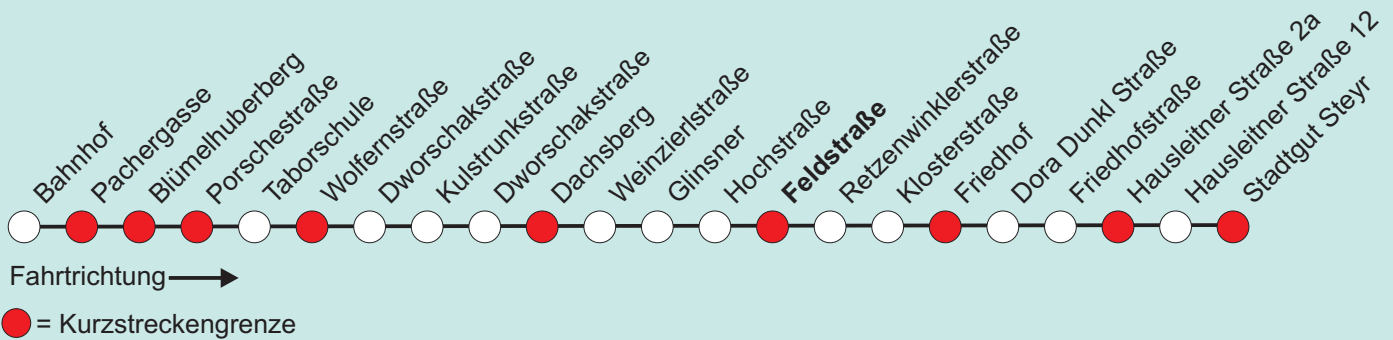 Bahnhof
Pachergasse
Blümelhuberberg
Porschestraße
Taborschule
Wolfernstraße
Dworschakstraße
Kulstrunkstraße
Dworschakstraße
Dachsberg
Weinzierlstraße
Glinsner
Hochstraße
Feldstraße
Retzenwinklerstraße
Klosterstraße
Friedhof
Dora Dunkl Straße
Friedhofstraße
Hausleitner Straße 2a
Hausleitner Straße 12
Stadtgut Steyr
Fahrtrichtung
= Kurzstreckengrenze